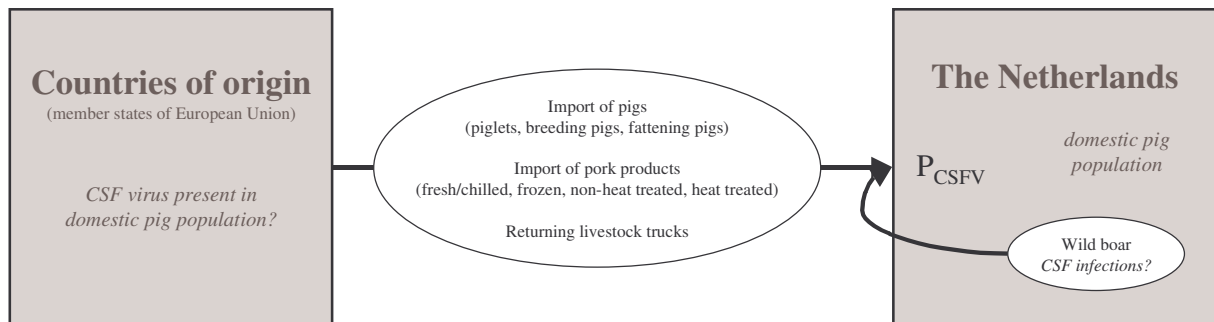 Countries of origin
(member states of European Union)
CSF virus present in
domestic pig population?
Import of pigs
(piglets, breeding pigs, fattening pigs)
Import of pork products
(fresh/chilled, frozen, non-heat treated, heat treated)
Returning livestock trucks
The Netherlands
domestic pig
population
P_CSFV
Wild boar
CSF infections?